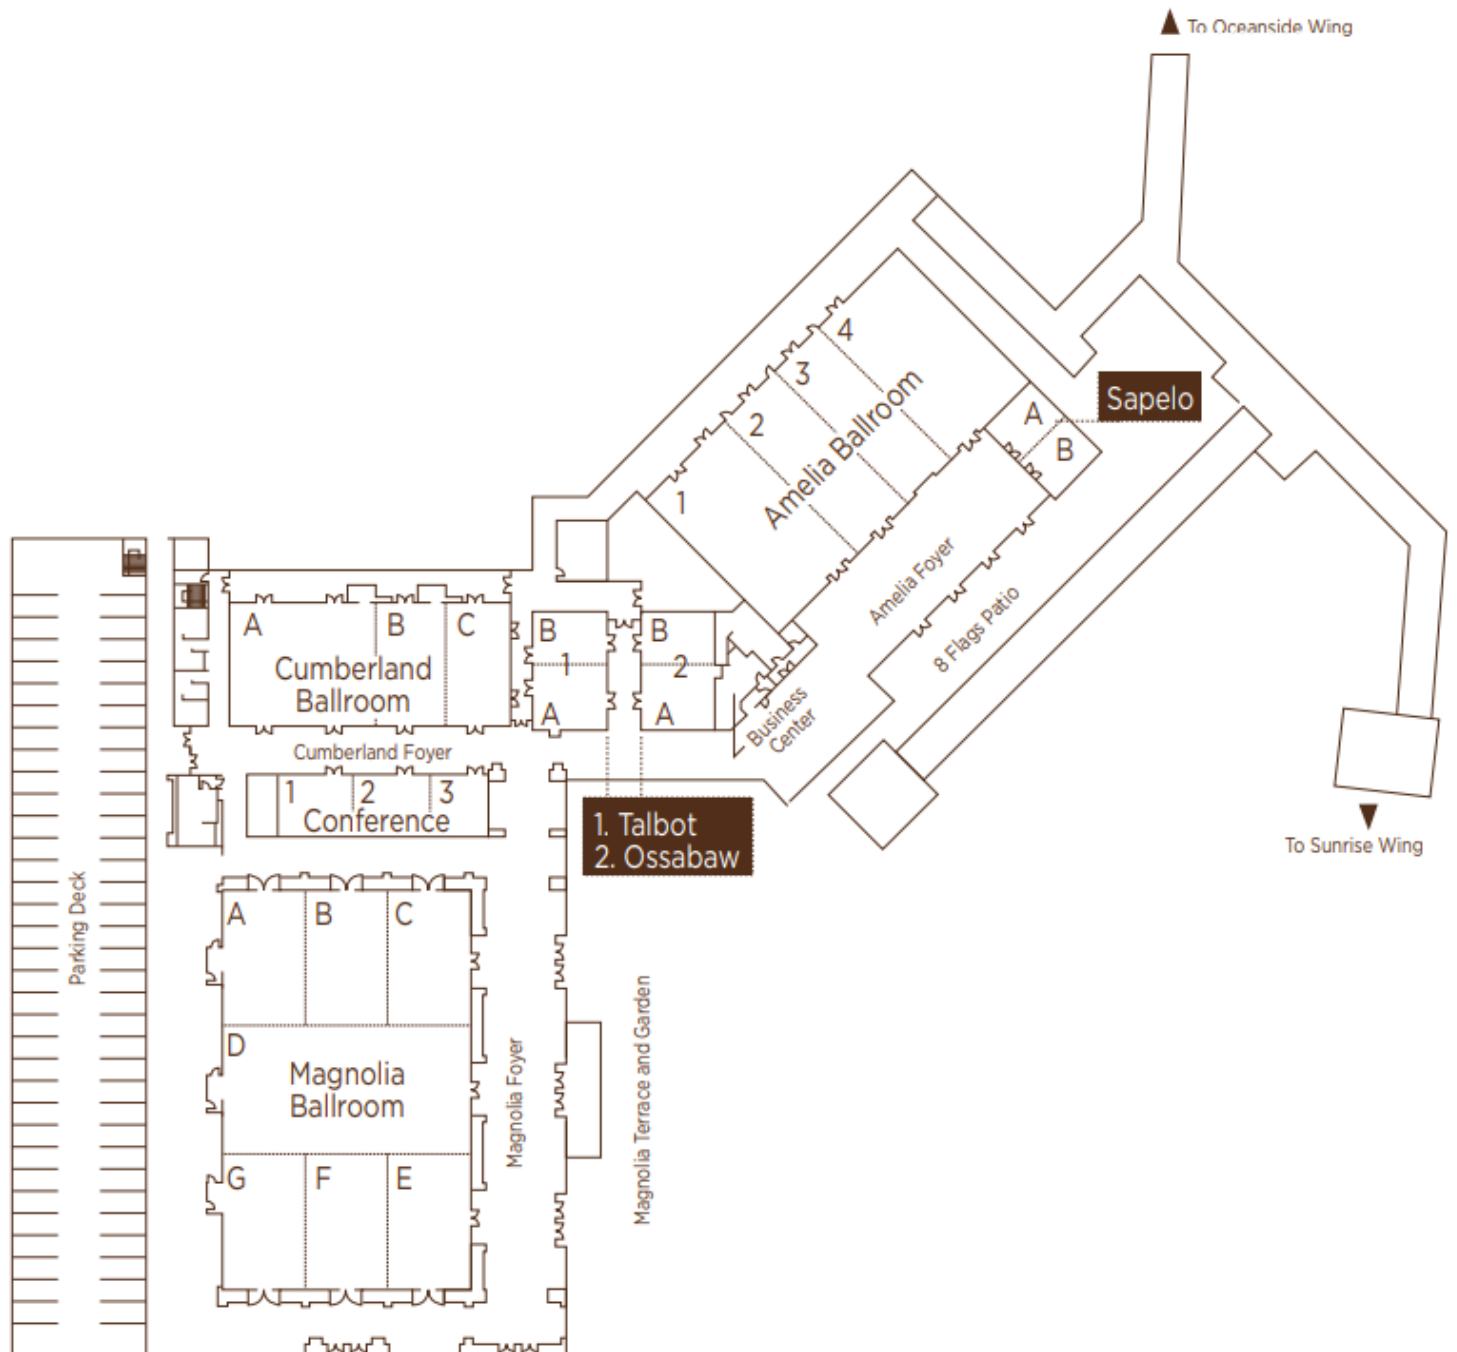 To Oceanside Wing
4
3
2
1
Amelia Ballroom
Sapelo
A
B
Amelia Foyer
8 Flags Patio
A
B
C
Cumberland
Ballroom
B
1
A
B
2
A
Business
Center
Cumberland Foyer
1
2
3
Conference
1. Talbot
2. Ossabaw
To Sunrise Wing
Parking Deck
A
B
C
D
Magnolia
Ballroom
G
F
E
Magnolia Foyer
Magnolia Terrace and Garden